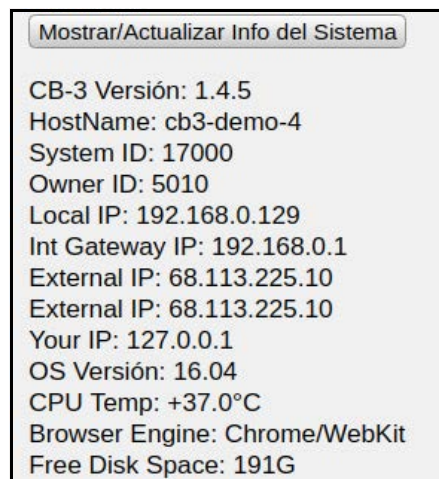 Mostrar/Actualizar Info del Sistema
CB-3 Versión: 1.4.5
HostName: cb3-demo-4
System ID: 17000
Owner ID: 5010
Local IP: 192.168.0.129
Int Gateway IP: 192.168.0.1
External IP: 68.113.225.10
External IP: 68.113.225.10
Your IP: 127.0.0.1
OS Versión: 16.04
CPU Temp: +37.0°C
Browser Engine: Chrome/WebKit
Free Disk Space: 191G